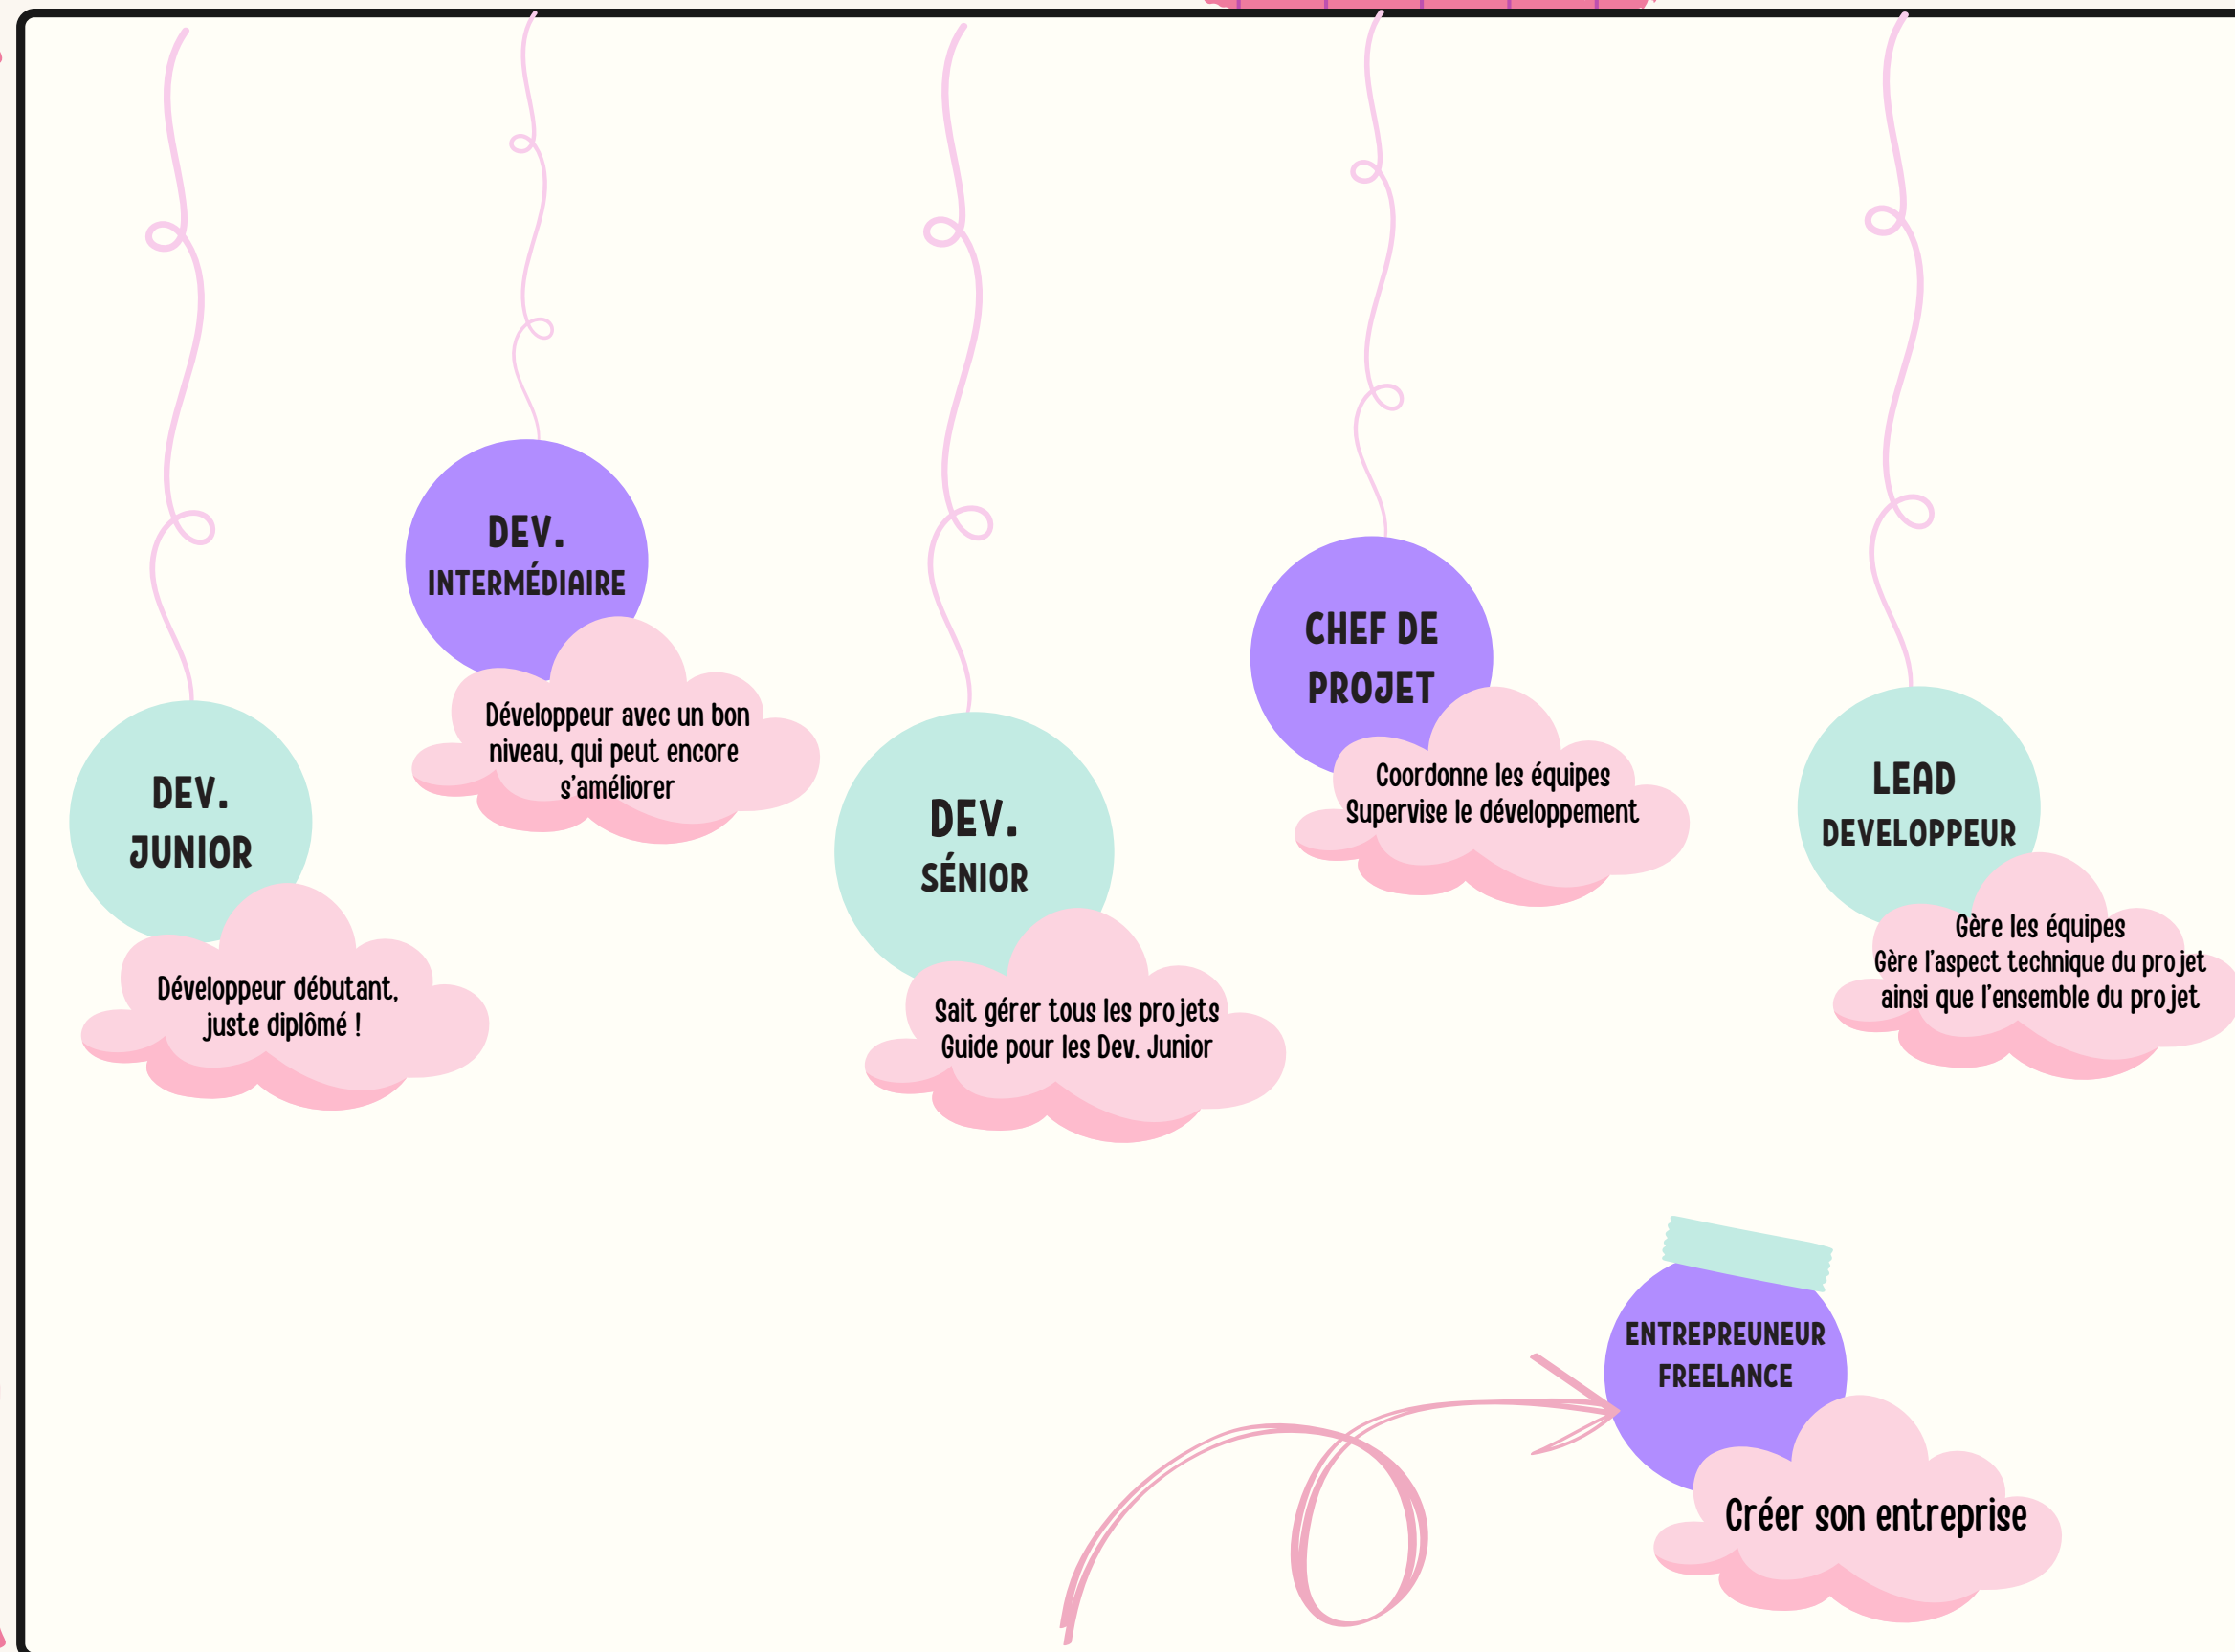 DEV.
JUNIOR
Développeur débutant,
juste diplômé !
DEV.
INTERMÉDIAIRE
Développeur avec un bon
niveau, qui peut encore
s'améliorer
DEV.
SÉNIOR
Sait gérer tous les projets
Guide pour les Dev. Junior
CHEF DE
PROJET
Coordonne les équipes
Supervise le développement
LEAD
DEVELOPPEUR
Gère les équipes
Gère l'aspect technique du projet
ainsi que l'ensemble du projet
ENTREPREUNEUR
FREELANCE
Créer son entreprise